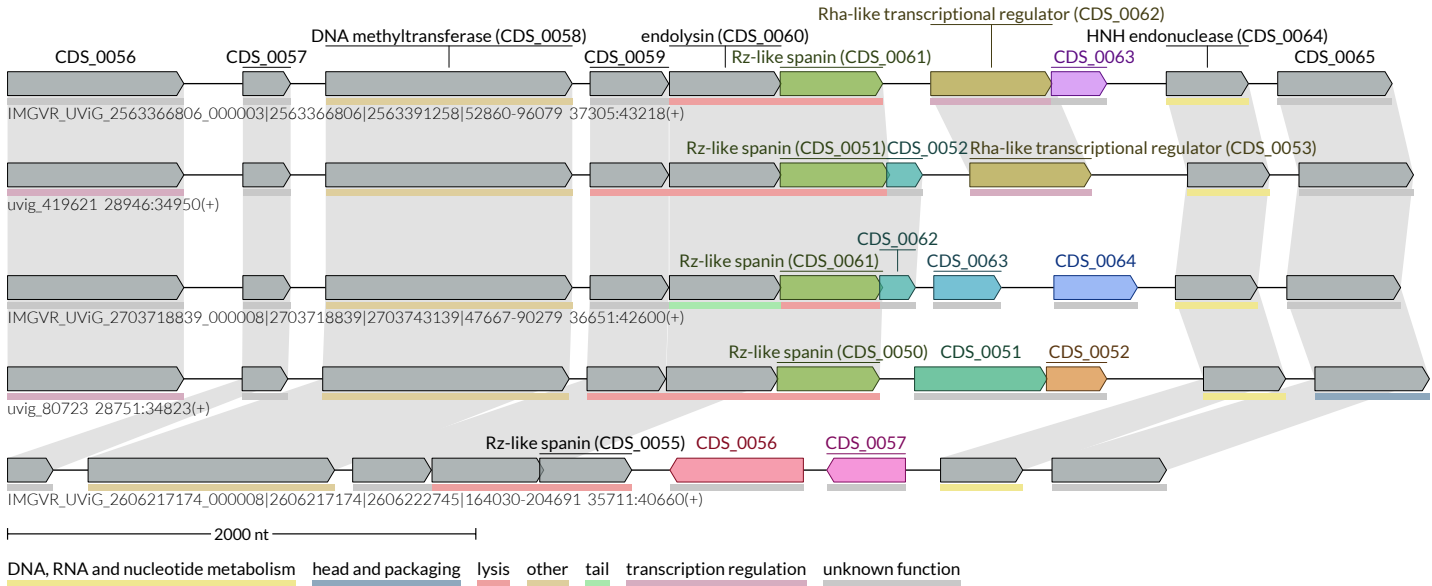 Rha-like transcriptional regulator (CDS_0062)
DNA methyltransferase (CDS_0058) endolysin (CDS_0060) HNH endonuclease (CDS_0064)
CDS_0056 CDS_0057 CDS_0059 Rz-like spanin (CDS_0061) CDS_0063 CDS_0065
IMGVR_UViG_2563366806_000003|2563366806|2563391258|52860-96079 37305:43218(+)
Rz-like spanin (CDS_0051) CDS_0052 Rha-like transcriptional regulator (CDS_0053)
uvig_419621 28946:34950(+)
CDS_0062
Rz-like spanin (CDS_0061) CDS_0063 CDS_0064
IMGVR_UViG_2703718839_000008|2703718839|2703743139|47667-90279 36651:42600(+)
Rz-like spanin (CDS_0050) CDS_0051 CDS_0052
uvig_80723 28751:34823(+)
Rz-like spanin (CDS_0055) CDS_0056 CDS_0057
IMGVR_UViG_2606217174_000008|2606217174|2606222745|164030-204691 35711:40660(+)
2000 nt
DNA, RNA and nucleotide metabolism head and packaging lysis other tail transcription regulation unknown function